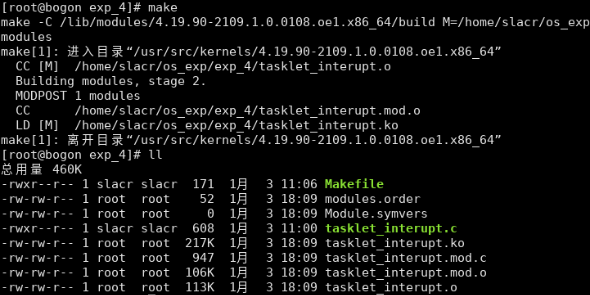 [root@bogon exp_4]# make
make -C /lib/modules/4.19.90-2109.1.0.0108.oe1.x86_64/build M=/home/slacr/os_exp
modules
make[1]: 进入目录“/usr/src/kernels/4.19.90-2109.1.0.0108.oe1.x86_64”
  CC [M]  /home/slacr/os_exp/exp_4/tasklet_interupt.o
  Building modules, stage 2.
  MODPOST 1 modules
  CC      /home/slacr/os_exp/exp_4/tasklet_interupt.mod.o
  LD [M]  /home/slacr/os_exp/exp_4/tasklet_interupt.ko
make[1]: 离开目录“/usr/src/kernels/4.19.90-2109.1.0.0108.oe1.x86_64”
[root@bogon exp_4]# ll
总用量 460K
-rwxr--r-- 1 slacr slacr  171  1月   3 11:06 Makefile
-rw-rw-r-- 1 root  root    52  1月   3 18:09 modules.order
-rw-rw-r-- 1 root  root     0  1月   3 18:09 Module.symvers
-rwxr--r-- 1 slacr slacr  608  1月   3 11:00 tasklet_interupt.c
-rw-rw-r-- 1 root  root  217K  1月   3 18:09 tasklet_interupt.ko
-rw-rw-r-- 1 root  root   947  1月   3 18:09 tasklet_interupt.mod.c
-rw-rw-r-- 1 root  root  106K  1月   3 18:09 tasklet_interupt.mod.o
-rw-rw-r-- 1 root  root  113K  1月   3 18:09 tasklet_interupt.o